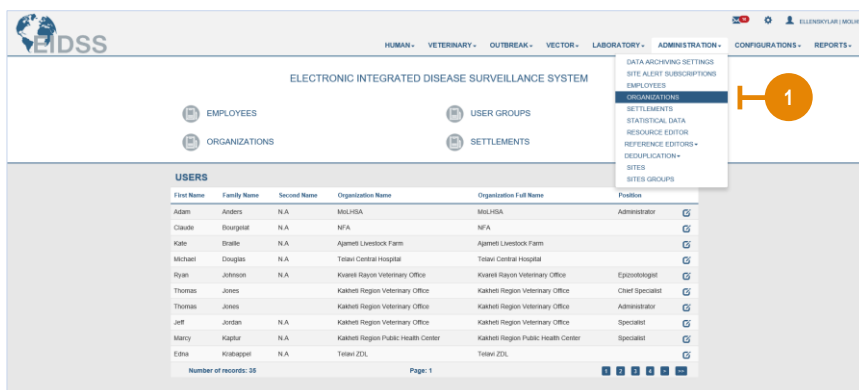 EIDSS
ELLENSKYLAR | MOLH
HUMAN VETERINARY OUTBREAK VECTOR LABORATORY ADMINISTRATION CONFIGURATIONS REPORTS
DATA ARCHIVING SETTINGS
SITE ALERT SUBSCRIPTIONS
EMPLOYEES
ORGANIZATIONS
SETTLEMENTS
STATISTICAL DATA
RESOURCE EDITOR
REFERENCE EDITORS
DEDUPLICATION
SITES
SITES GROUPS
1
ELECTRONIC INTEGRATED DISEASE SURVEILLANCE SYSTEM
EMPLOYEES USER GROUPS
ORGANIZATIONS SETTLEMENTS
USERS
First Name Family Name Second Name Organization Name Organization Full Name Position
Adam Anders N.A MoLHSA MoLHSA Administrator
Claude Bourgelat N.A NFA NFA
Kate Braille N.A Ajameti Livestock Farm Ajameti Livestock Farm
Michael Douglas N.A Telavi Central Hospital Telavi Central Hospital
Ryan Johnson N.A Kvareli Rayon Veterinary Office Kvareli Rayon Veterinary Office Epizootologist
Thomas Jones Kakheti Region Veterinary Office Kakheti Region Veterinary Office Chief Specialist
Thomas Jones Kakheti Region Veterinary Office Kakheti Region Veterinary Office Administrator
Jeff Jordan N.A Kakheti Region Veterinary Office Kakheti Region Veterinary Office Specialist
Marcy Kaptur N.A Kakheti Region Public Health Center Kakheti Region Public Health Center Specialist
Edna Krabappel N.A Telavi ZDL Telavi ZDL
Number of records: 35 Page: 1 1 2 3 4 > >>